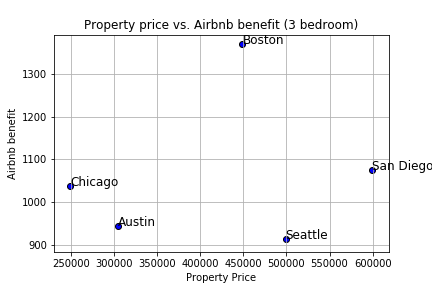 Property price vs. Airbnb benefit (3 bedroom)
Boston
1300
1200
Airbnb benefit
1100
San Diego
Chicago
1000
Austin
Seattle
900
250000 300000 350000 400000 450000 500000 550000 600000
Property Price